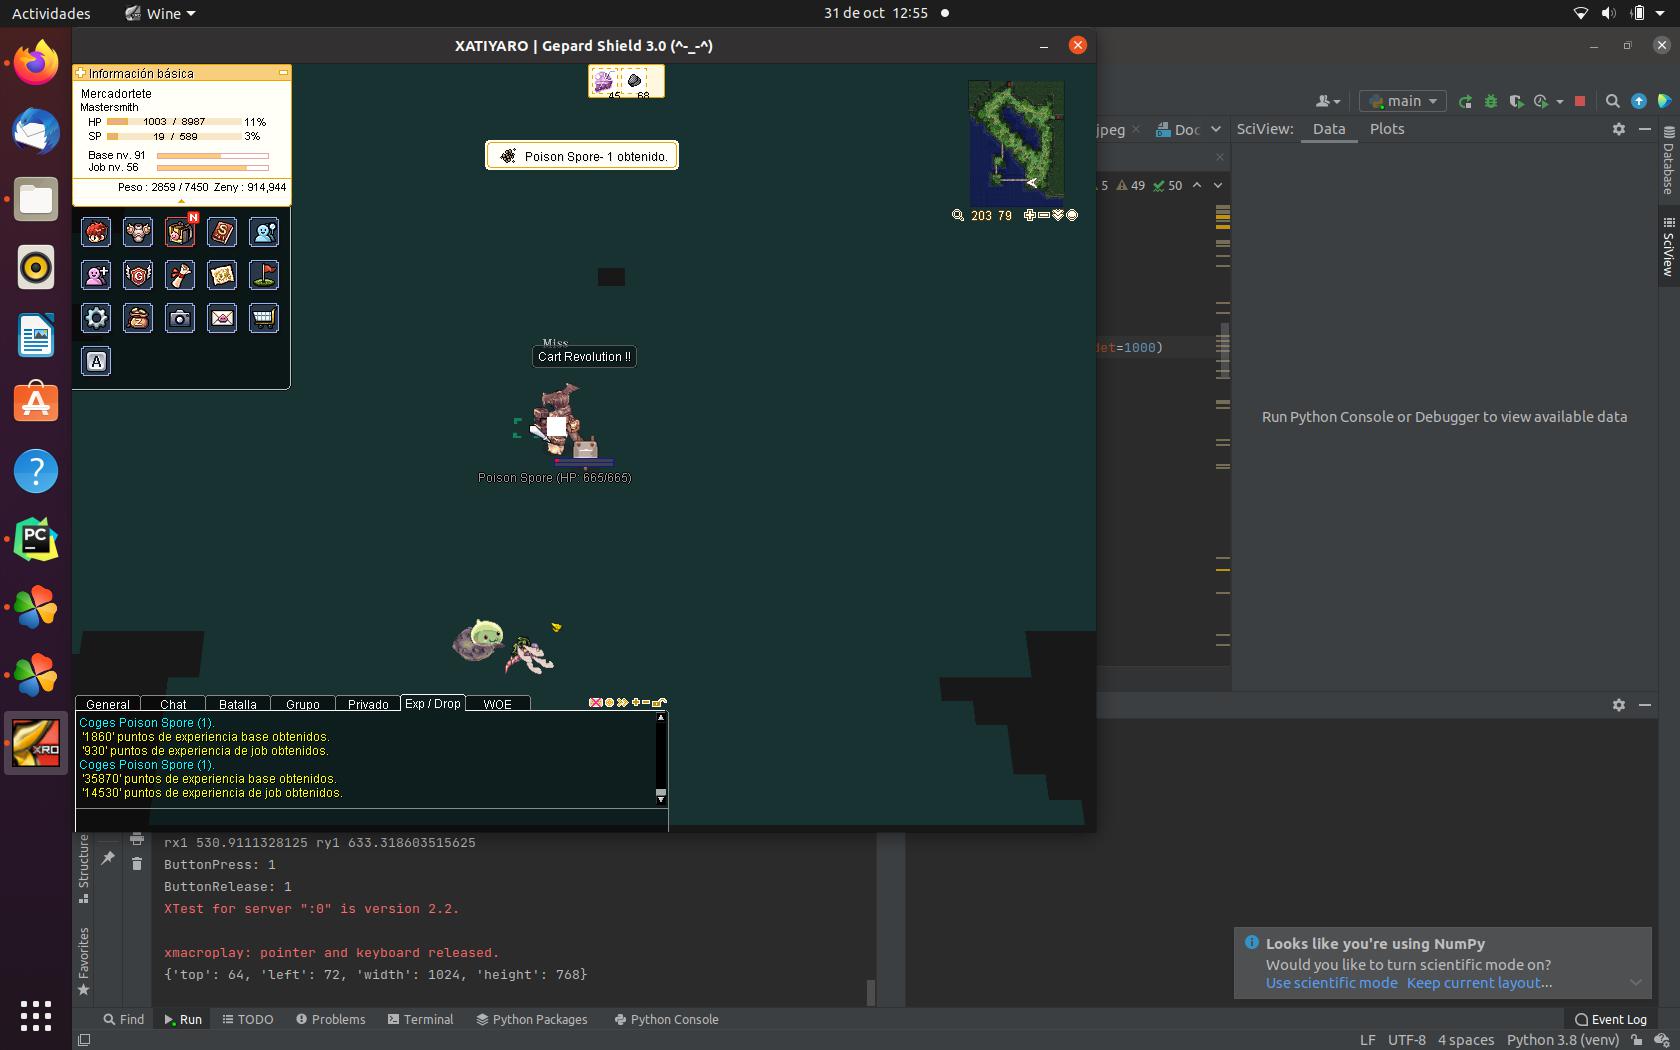 Actividades
Wine
31 de oct 12:55
XATIYARO | Gepard Shield 3.0 (^-_-^)
Información básica
Mercadortete
Mastersmith
HP 1003 / 8987 11%
SP 19 / 589 3%
Base nv. 91
Job nv. 56
Peso : 2859 / 7450 Zeny : 914,944
N
S
G
Z
A
45 68
Poison Spore- 1 obtenido.
203 79
Miss
Cart Revolution !!
Poison Spore (HP: 665/665)
General Chat Batalla Grupo Privado Exp / Drop WOE
Coges Poison Spore (1).
'1860' puntos de experiencia base obtenidos.
'930' puntos de experiencia de job obtenidos.
Coges Poison Spore (1).
'35870' puntos de experiencia base obtenidos.
'14530' puntos de experiencia de job obtenidos.
main
jpeg
Doc
SciView: Data Plots
5 49 50
det=1000)
Run Python Console or Debugger to view available data
Database
SciView
PC
XRO
Structure
Favorites
rx1 530.9111328125 ry1 633.318603515625
ButtonPress: 1
ButtonRelease: 1
XTest for server ":0" is version 2.2.
xmacroplay: pointer and keyboard released.
{'top': 64, 'left': 72, 'width': 1024, 'height': 768}
Looks like you're using NumPy
Would you like to turn scientific mode on?
Use scientific mode Keep current layout...
Find Run TODO Problems Terminal Python Packages Python Console
Event Log
LF UTF-8 4 spaces Python 3.8 (venv)